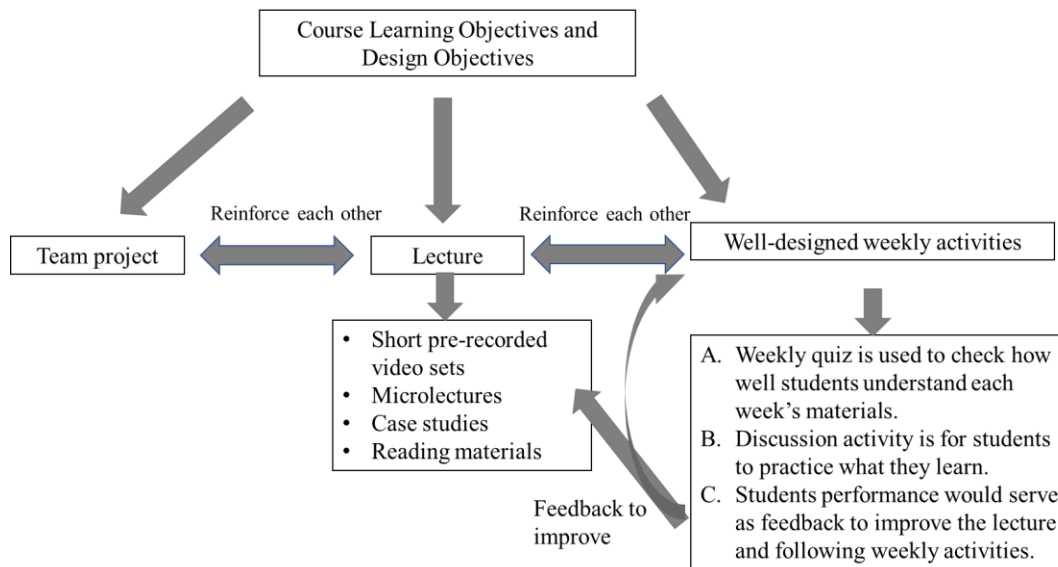 Course Learning Objectives and
Design Objectives
Reinforce each other
Reinforce each other
Team project
Lecture
Well-designed weekly activities
• Short pre-recorded
video sets
• Microlectures
• Case studies
• Reading materials
A. Weekly quiz is used to check how
well students understand each
week’s materials.
B. Discussion activity is for students
to practice what they learn.
C. Students performance would serve
as feedback to improve the lecture
and following weekly activities.
Feedback to
improve